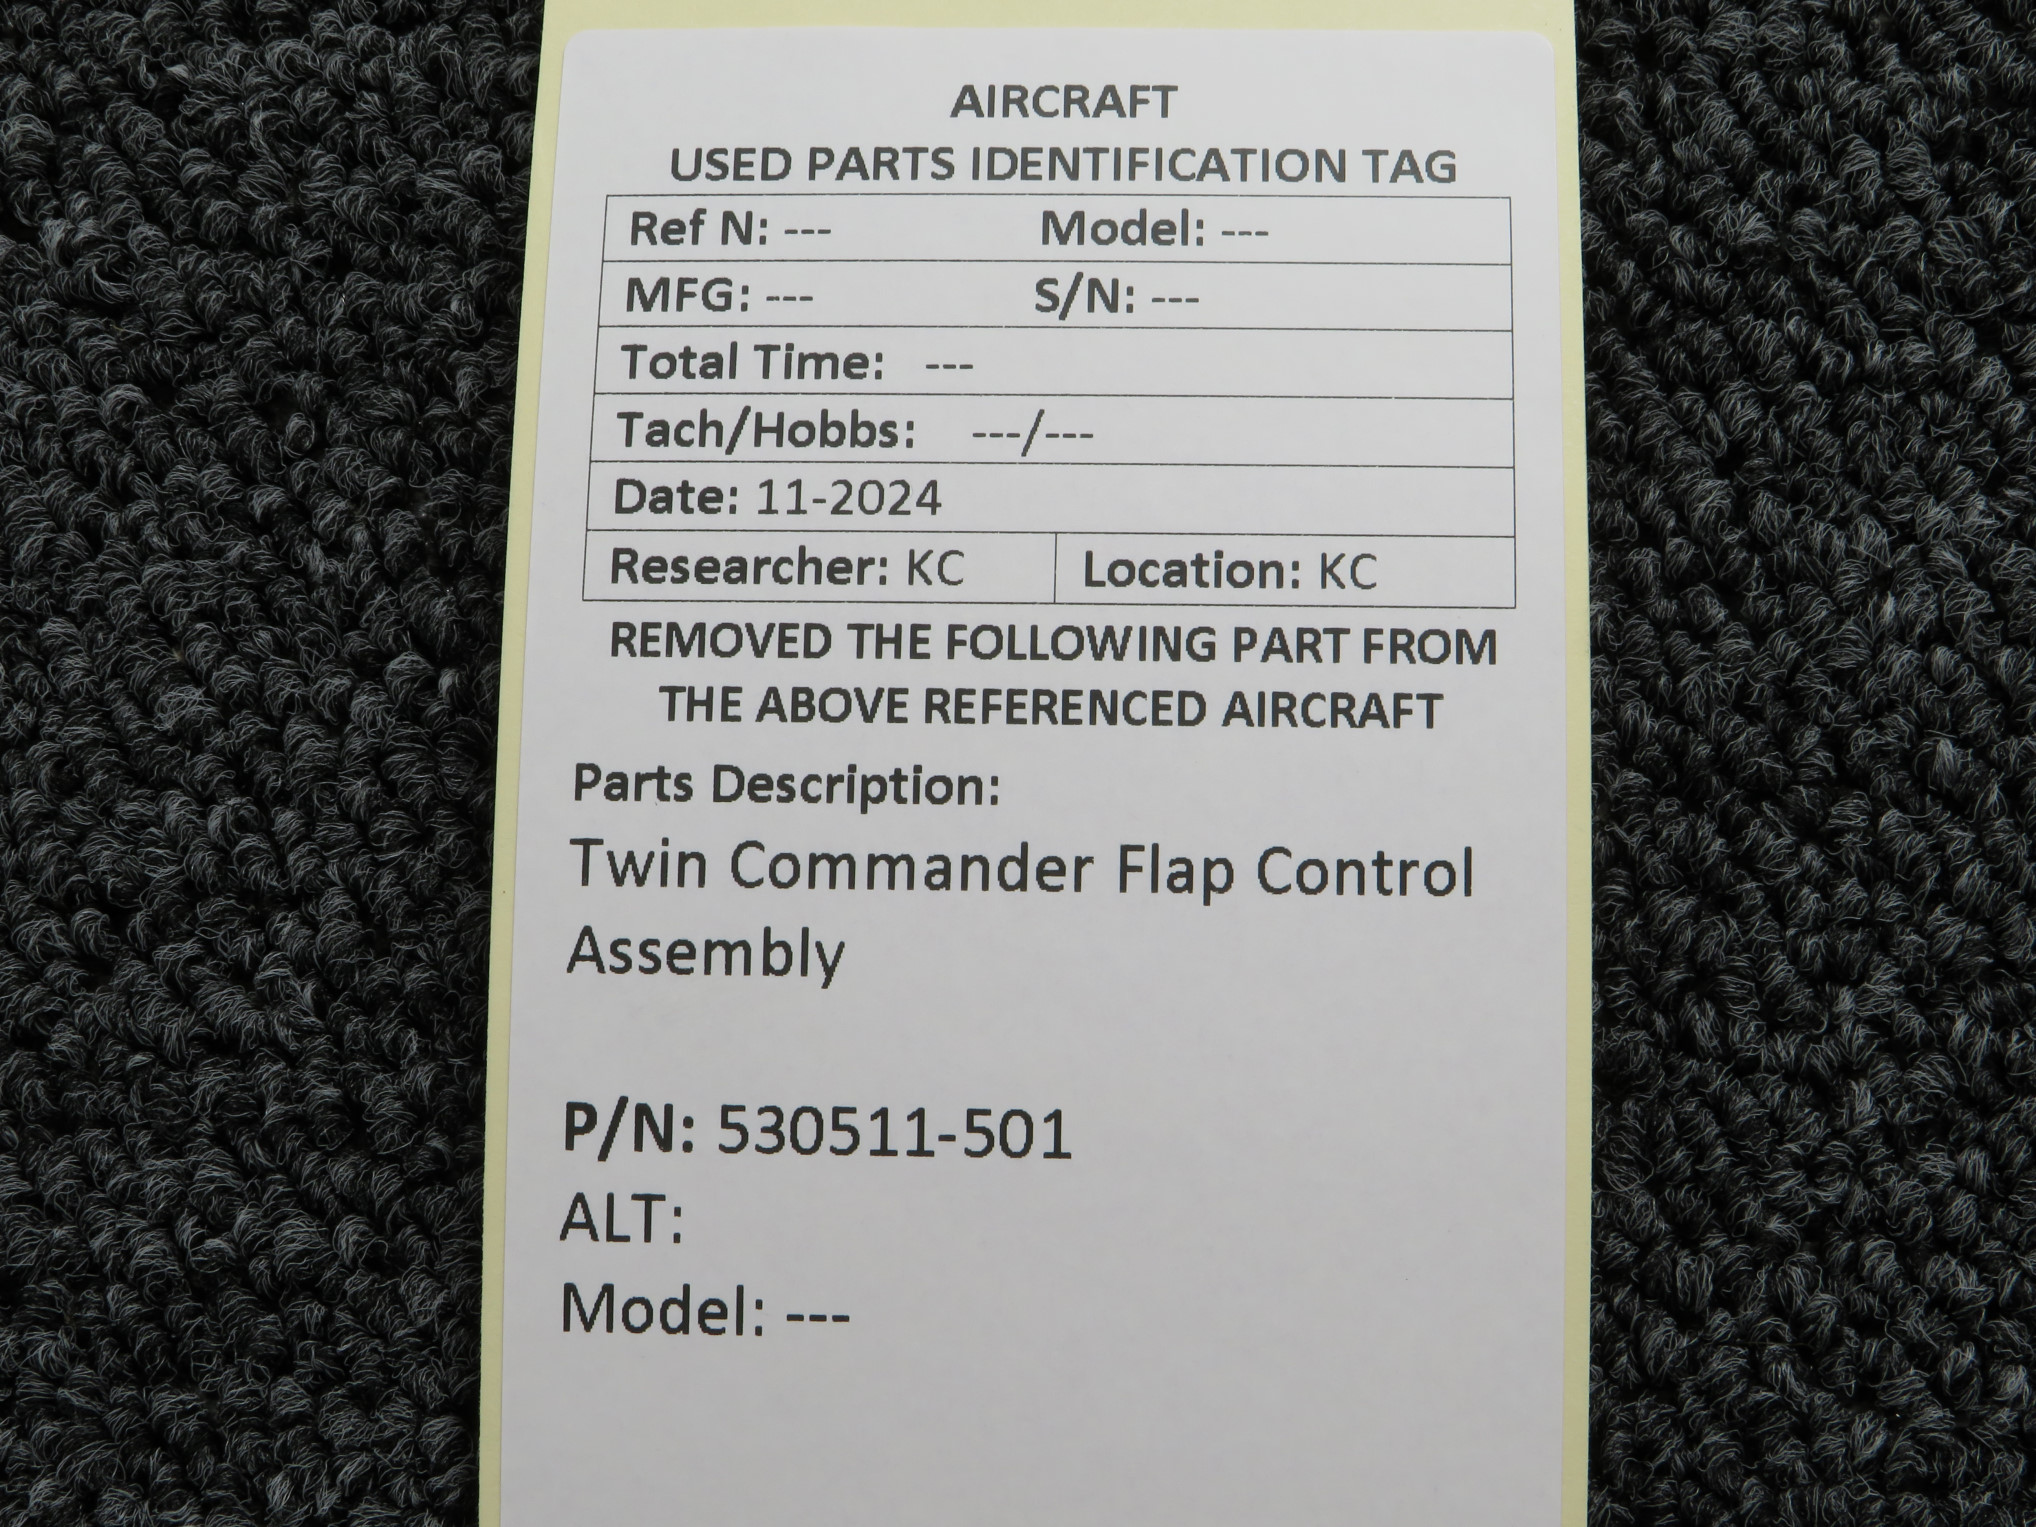 AIRCRAFT
USED PARTS IDENTIFICATION TAG
Ref N: --- Model: ---
MFG: --- S/N: ---
Total Time: ---
Tach/Hobbs: ---/---
Date: 11-2024
Researcher: KC Location: KC
REMOVED THE FOLLOWING PART FROM
THE ABOVE REFERENCED AIRCRAFT
Parts Description:
Twin Commander Flap Control
Assembly
P/N: 530511-501
ALT:
Model: ---